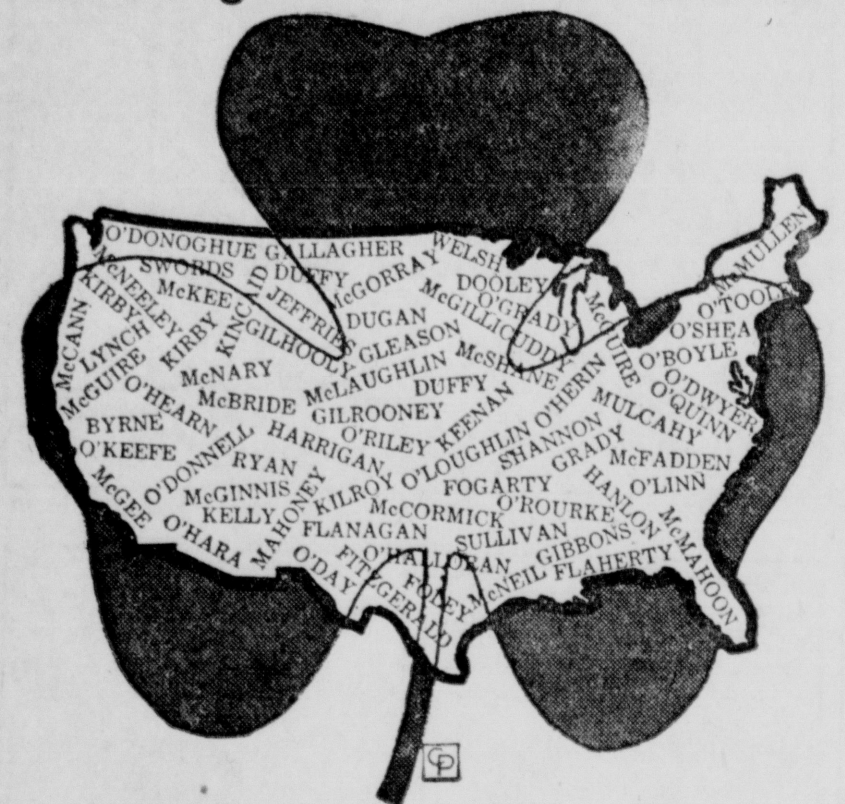 O'DONOGHUE GALLAGHER
WELSH
McMULLEN
SWORDS
DUFFY
McGORRAY
DOOLEY
McNEELEY
McKEE
KINCAID
JEFFRIES
McGILLICUDDY
O'GRADY
McGUIRE
O'TOOLE
KIRBY
KIRBY
GILHOOLY
DUGAN
O'SHEA
McCANN
LYNCH
GLEASON
McSHANE
O'BOYLE
McGUIRE
McNARY
McLAUGHLIN
DUFFY
O'HERIN
O'DWYER
O'QUINN
O'HEARN
McBRIDE
GILROONEY
KEENAN
MULCAHY
BYRNE
HARRIGAN
O'RILEY
O'LOUGHLIN
SHANNON
GRADY
McFADDEN
O'KEEFE
O'DONNELL
RYAN
KILROY
FOGARTY
HANLON
O'LINN
McGEE
McGINNIS
KELLY
MAHONEY
McCORMICK
O'ROURKE
McMAHOON
O'HARA
FLANAGAN
SULLIVAN
GIBBONS
O'DAY
FITZGERALD
O'HALLORAN
FOLEY
McNEIL
FLAHERTY
CP